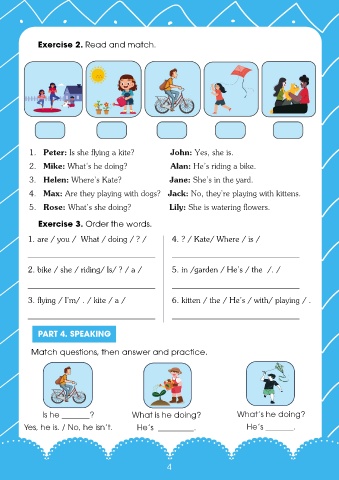 Exercise 2. Read and match.
1. Peter: Is she flying a kite? John: Yes, she is.
2. Mike: What's he doing? Alan: He's riding a bike.
3. Helen: Where's Kate? Jane: She's in the yard.
4. Max: Are they playing with dogs? Jack: No, they're playing with kittens.
5. Rose: What's she doing? Lily: She is watering flowers.
Exercise 3. Order the words.
1. are / you / What / doing / ? /
4. ? / Kate/ Where / is /
2. bike / she / riding/ Is/ ? / a /
5. in /garden / He's / the /. /
3. flying / I'm/ . / kite / a /
6. kitten / the / He's / with/ playing / .
PART 4. SPEAKING
Match questions, then answer and practice.
Is he _______?
Yes, he is. / No, he isn't.
What is he doing?
He's _________.
What's he doing?
He's _______.
4